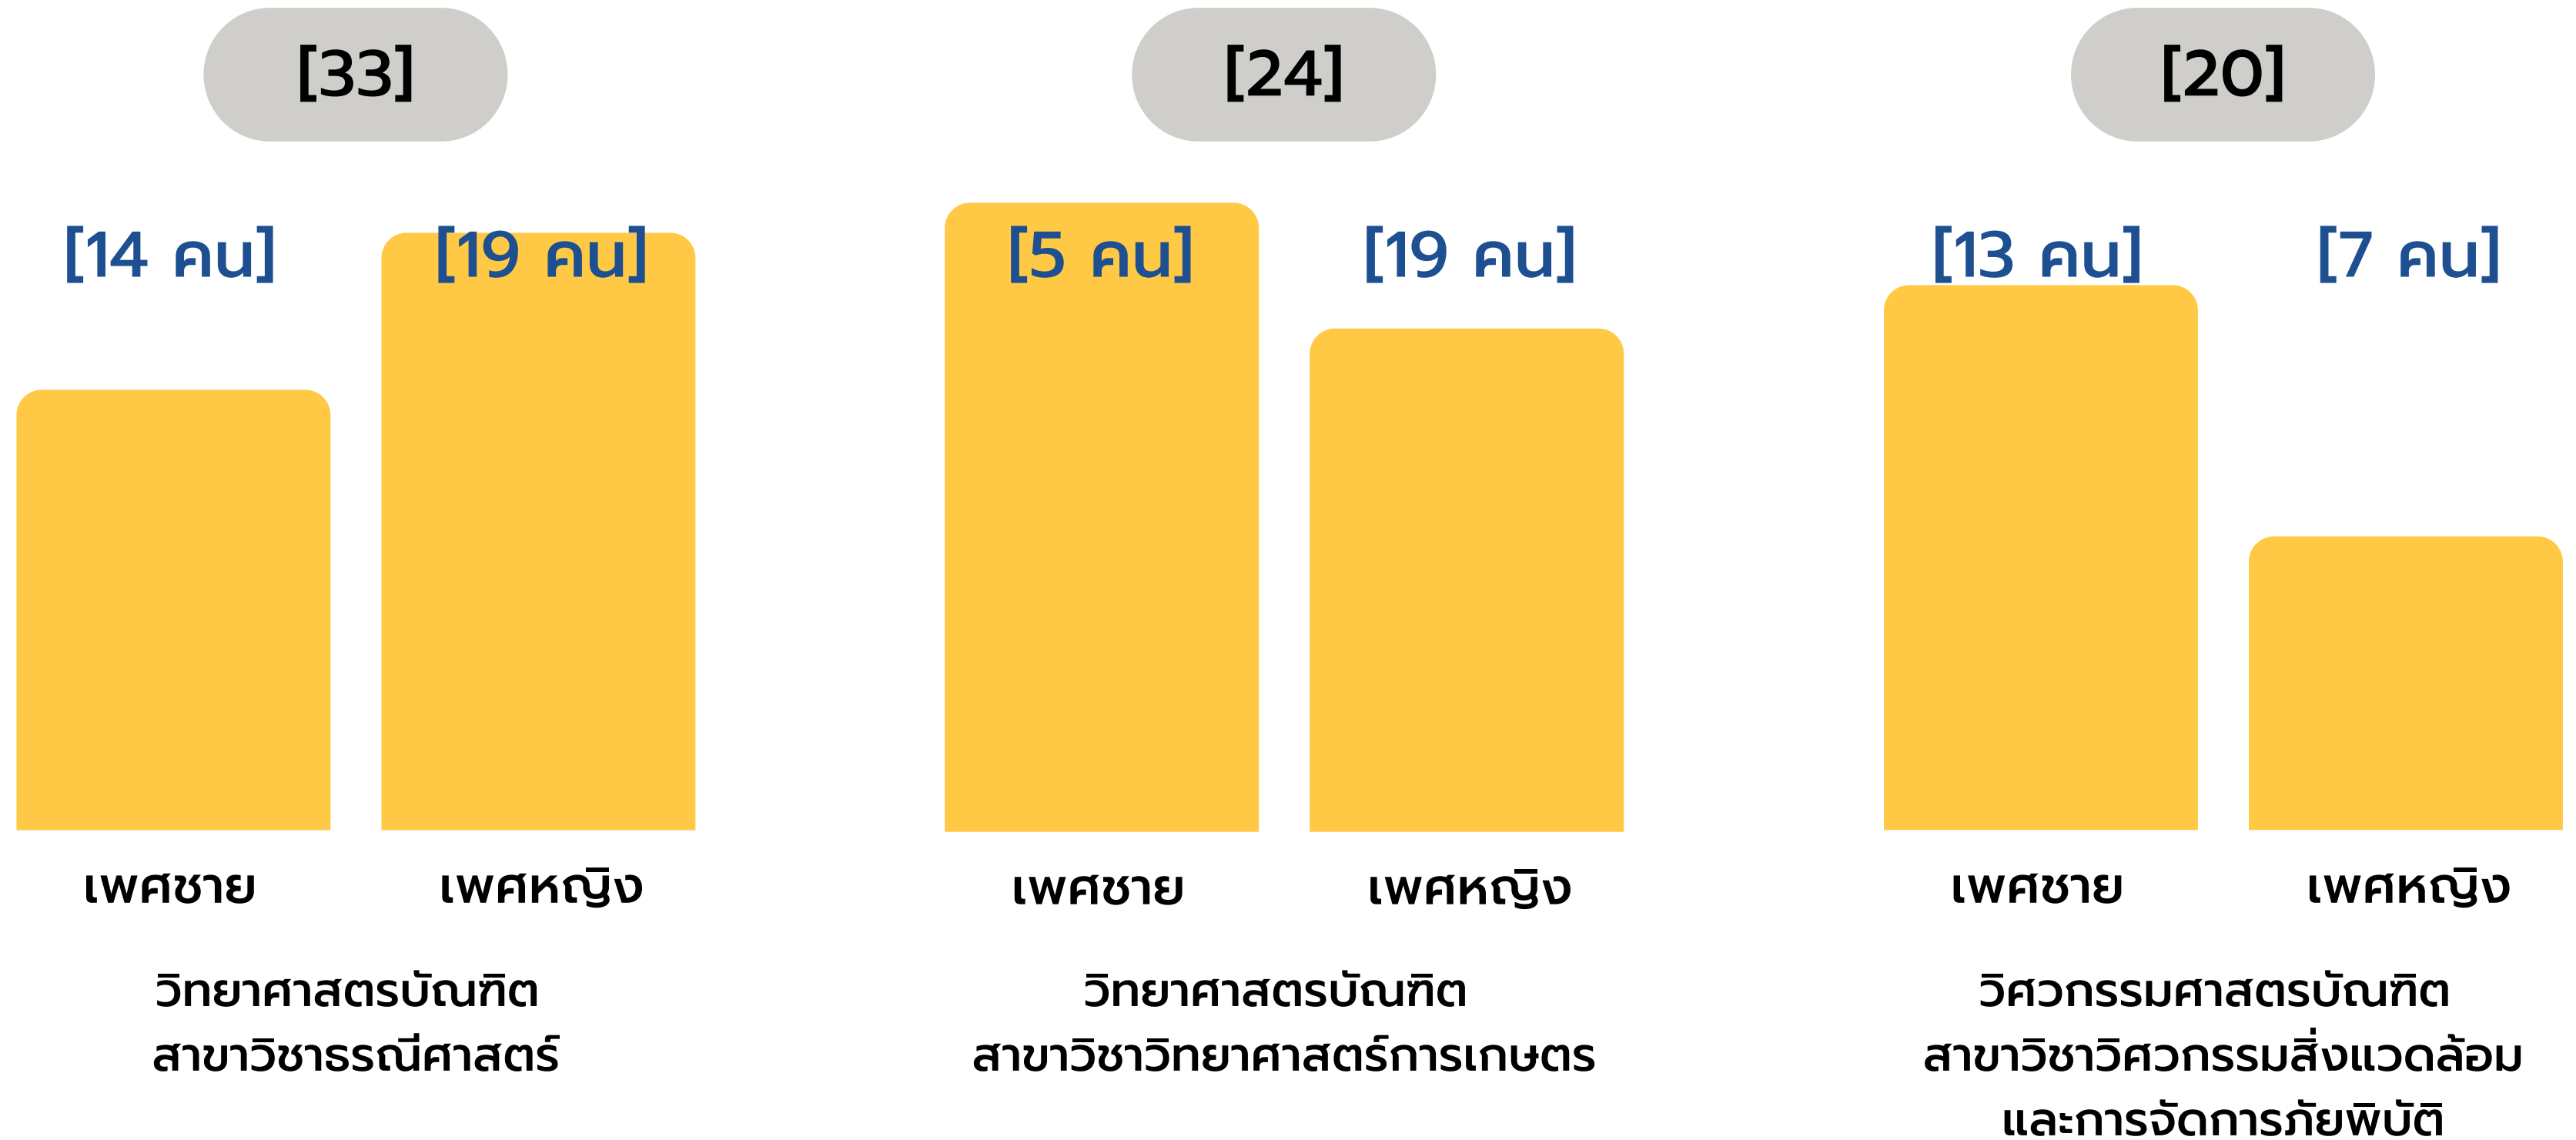 [33]
[14 คน]
[19 คน]
เพศชาย
เพศหญิง
วิทยาศาสตรบัณฑิต
สาขาวิชาธรณีศาสตร์
[24]
[5 คน]
[19 คน]
เพศชาย
เพศหญิง
วิทยาศาสตรบัณฑิต
สาขาวิชาวิทยาศาสตร์การเกษตร
[20]
[13 คน]
[7 คน]
เพศชาย
เพศหญิง
วิศวกรรมศาสตรบัณฑิต
สาขาวิชาวิศวกรรมสิ่งแวดล้อม
และการจัดการภัยพิบัติ